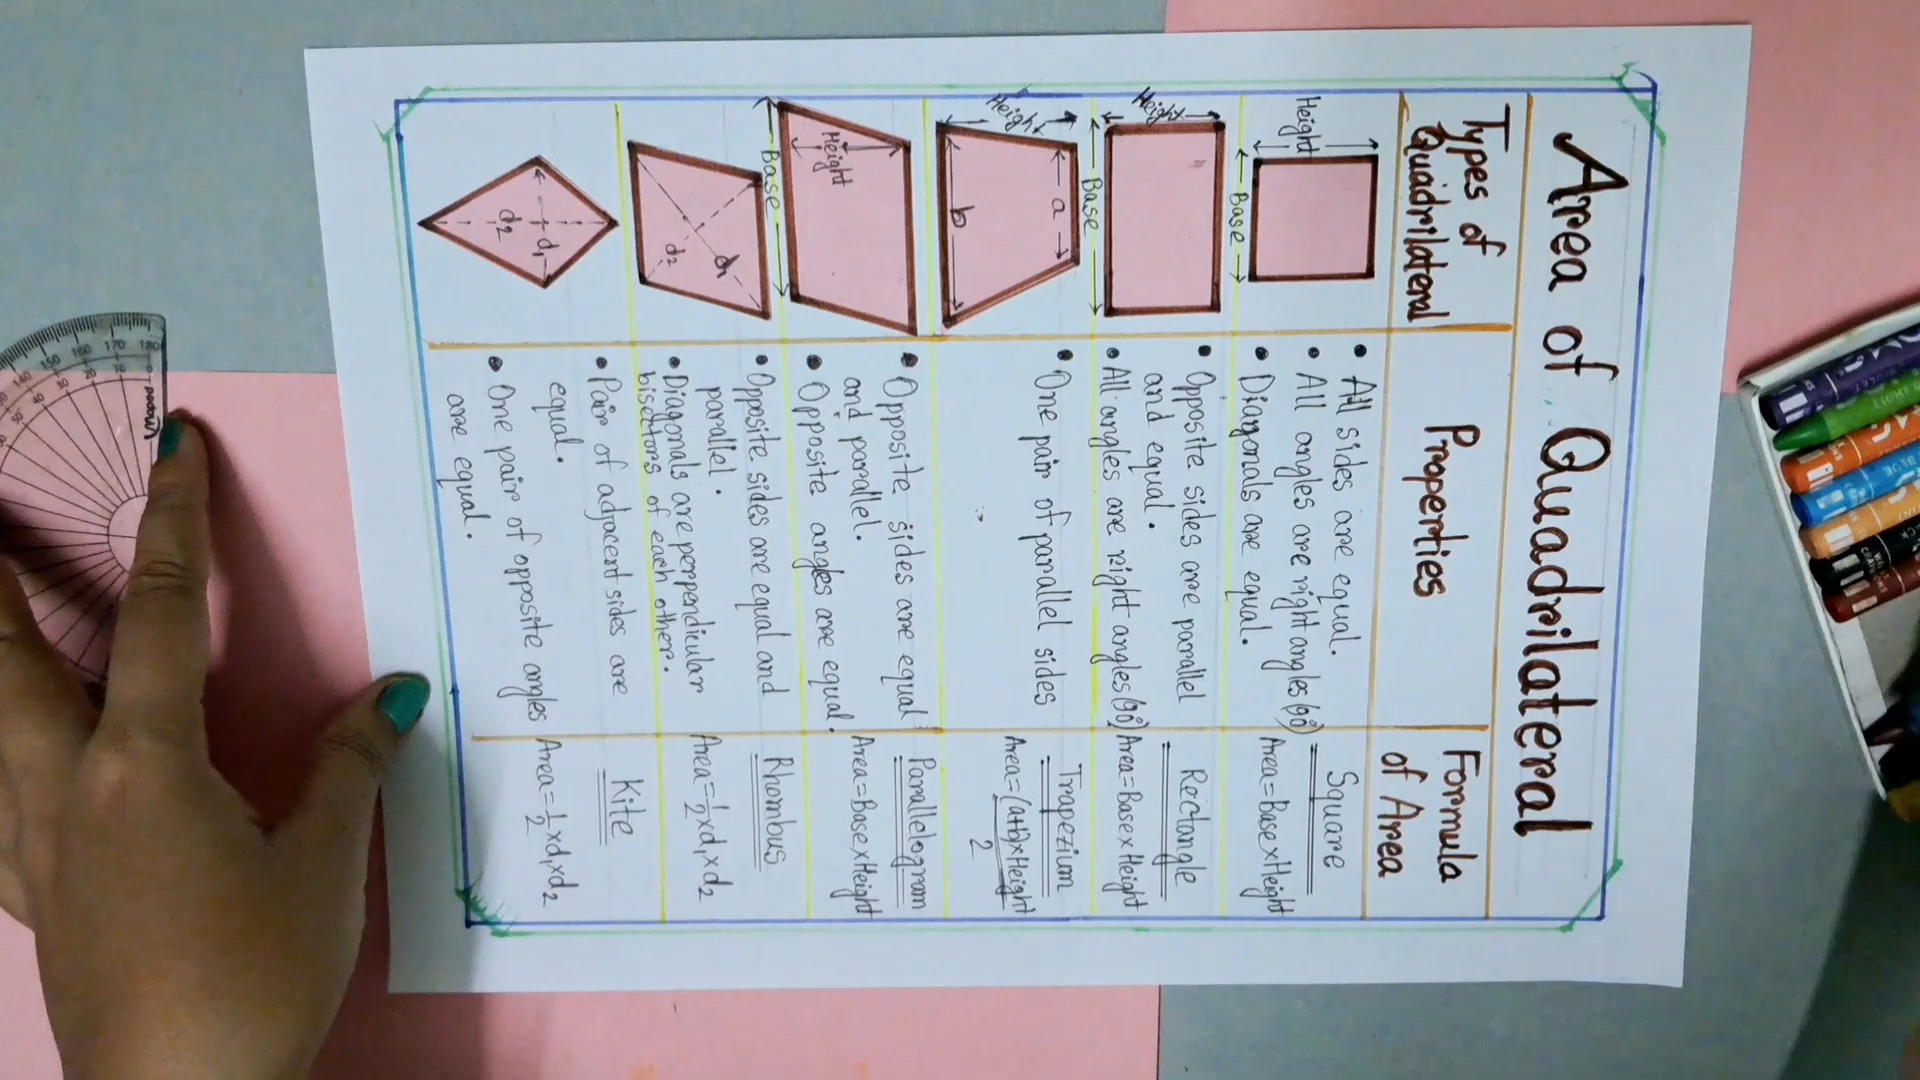 Area of Quadrilateral
Types of
Quadrilateral
Properties
Formula
of Area
Height
Base
• All sides are equal.
• All angles are right angles (90°)
• Diagonals are equal.
Square
Area=Base×Height
Height
Base
• Opposite sides are parallel
and equal.
• All angles are right angles (90°)
Rectangle
Area=Base×Height
Height
a
b
• One pair of parallel sides
Trapezium
Area=(a+b)×Height
2
Height
Base
• Opposite sides are equal
and parallel.
• Opposite angles are equal.
Parallelogram
Area=Base×Height
d1
d2
• Opposite sides are equal and
parallel.
• Diagonals are perpendicular
bisectors of each other.
Rhombus
Area=1/2×d1×d2
d1
d2
• Pair of adjacent sides are
equal.
• One pair of opposite angles
are equal.
Kite
Area=1/2×d1×d2
180
170
160
150
140